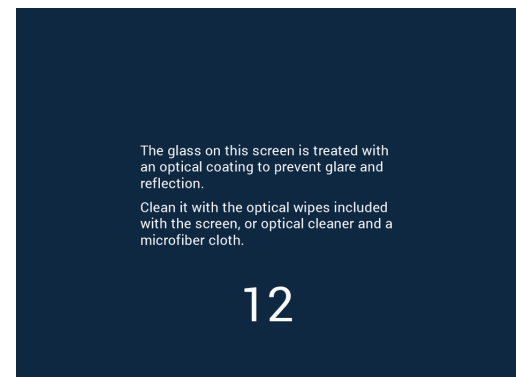 The glass on this screen is treated with
an optical coating to prevent glare and
reflection.
Clean it with the optical wipes included
with the screen, or optical cleaner and a
microfiber cloth.
12